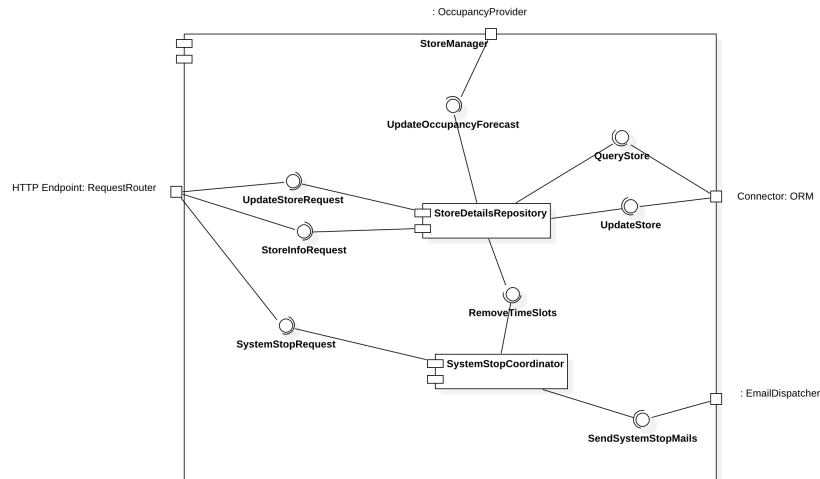 : OccupancyProvider
StoreManager
UpdateOccupancyForecast
QueryStore
HTTP Endpoint: RequestRouter
UpdateStoreRequest
Connector: ORM
StoreDetailsRepository
UpdateStore
StoreInfoRequest
RemoveTimeSlots
SystemStopRequest
SystemStopCoordinator
: EmailDispatcher
SendSystemStopMails